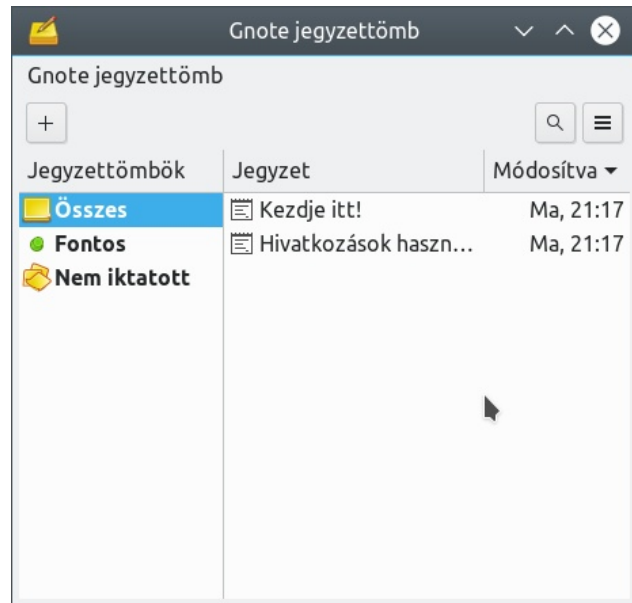 Gnote jegyzettömb
Gnote jegyzettömb
Jegyzettömbök Jegyzet Módosítva
Összes Kezdje itt! Ma, 21:17
Fontos Hivatkozások haszn... Ma, 21:17
Nem iktatott